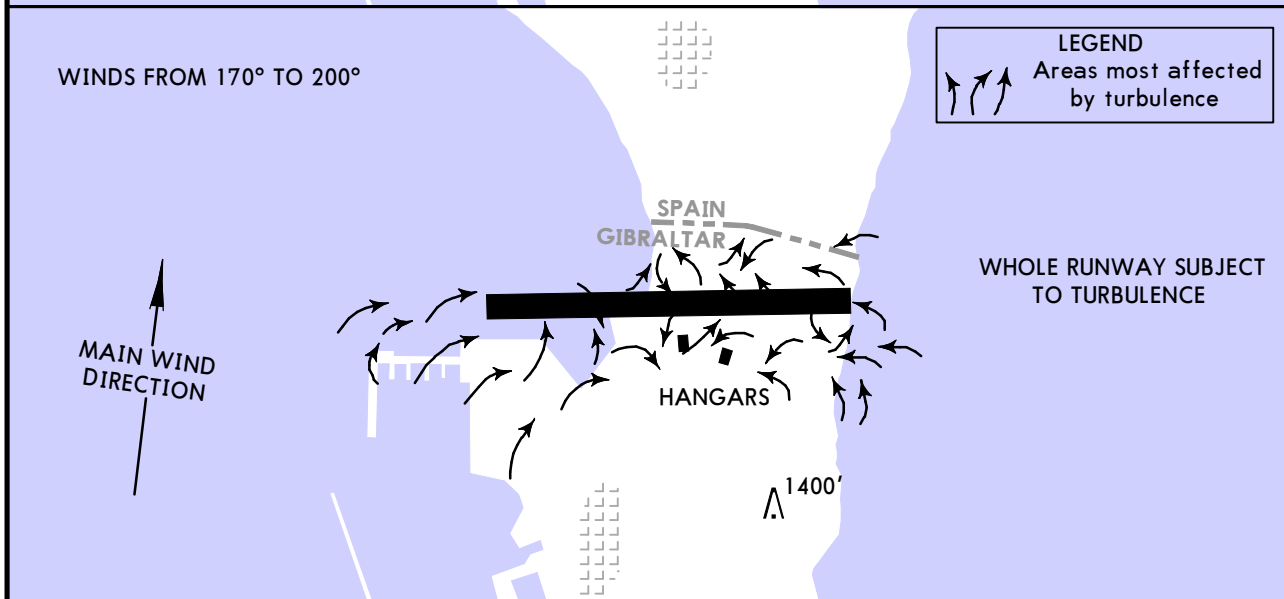 WINDS FROM 170° TO 200°
LEGEND
Areas most affected
by turbulence
SPAIN
GIBRALTAR
WHOLE RUNWAY SUBJECT
TO TURBULENCE
MAIN WIND
DIRECTION
HANGARS
1400'